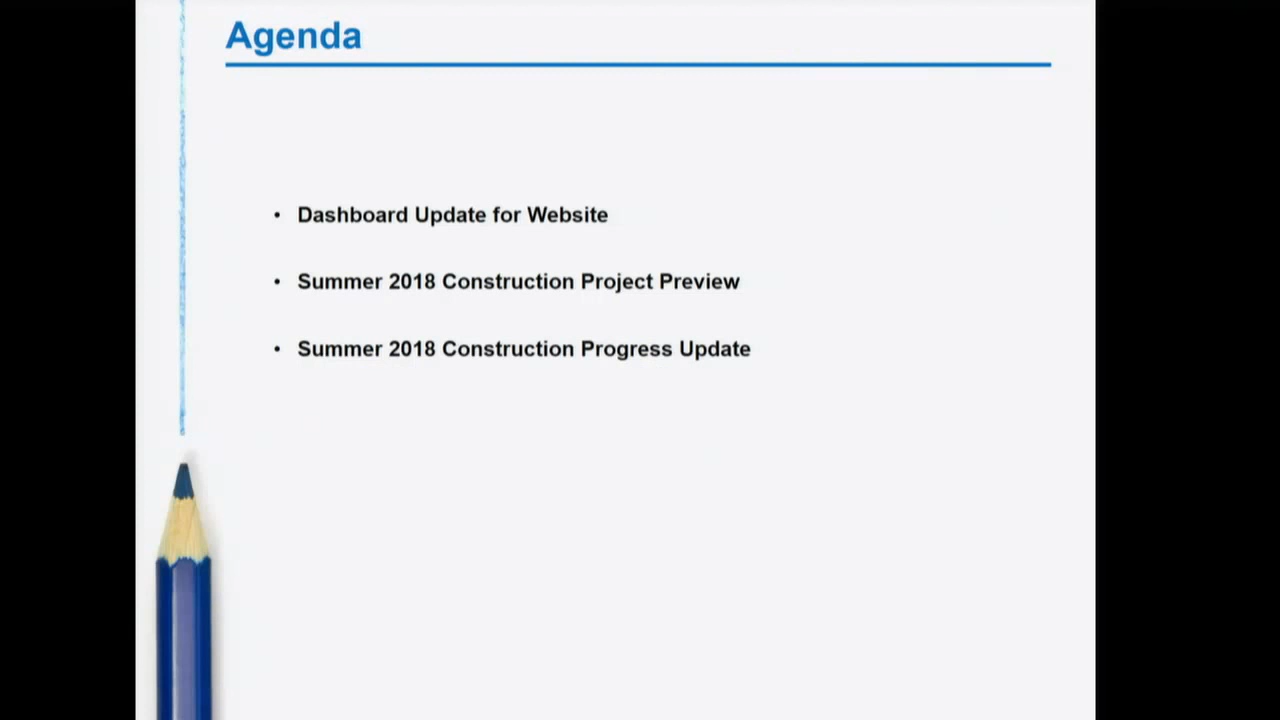 Agenda
• Dashboard Update for Website
• Summer 2018 Construction Project Preview
• Summer 2018 Construction Progress Update